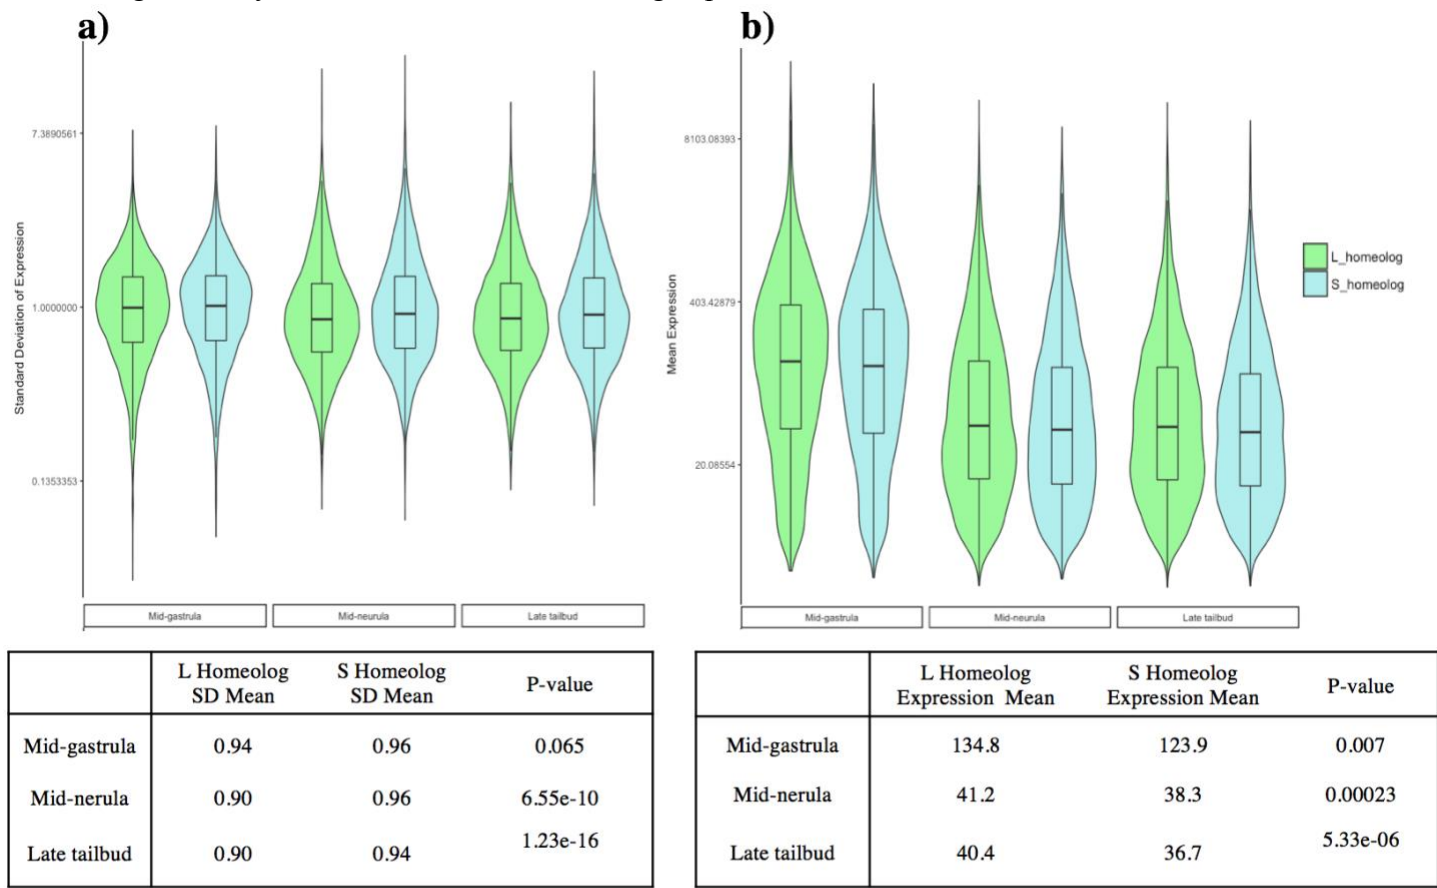 a)
b)
Standard Deviation of Expression
7.3890561
1.0000000
0.1353353
Mid-gastrula
Mid-neurula
Late tailbud
Mean Expression
8103.08393
403.42879
20.08554
Mid-gastrula
Mid-neurula
Late tailbud
L_homeolog
S_homeolog
L Homeolog
SD Mean
S Homeolog
SD Mean
P-value
Mid-gastrula 0.94 0.96 0.065
Mid-nerula 0.90 0.96 6.55e-10
Late tailbud 0.90 0.94 1.23e-16
L Homeolog
Expression Mean
S Homeolog
Expression Mean
P-value
Mid-gastrula 134.8 123.9 0.007
Mid-nerula 41.2 38.3 0.00023
Late tailbud 40.4 36.7 5.33e-06